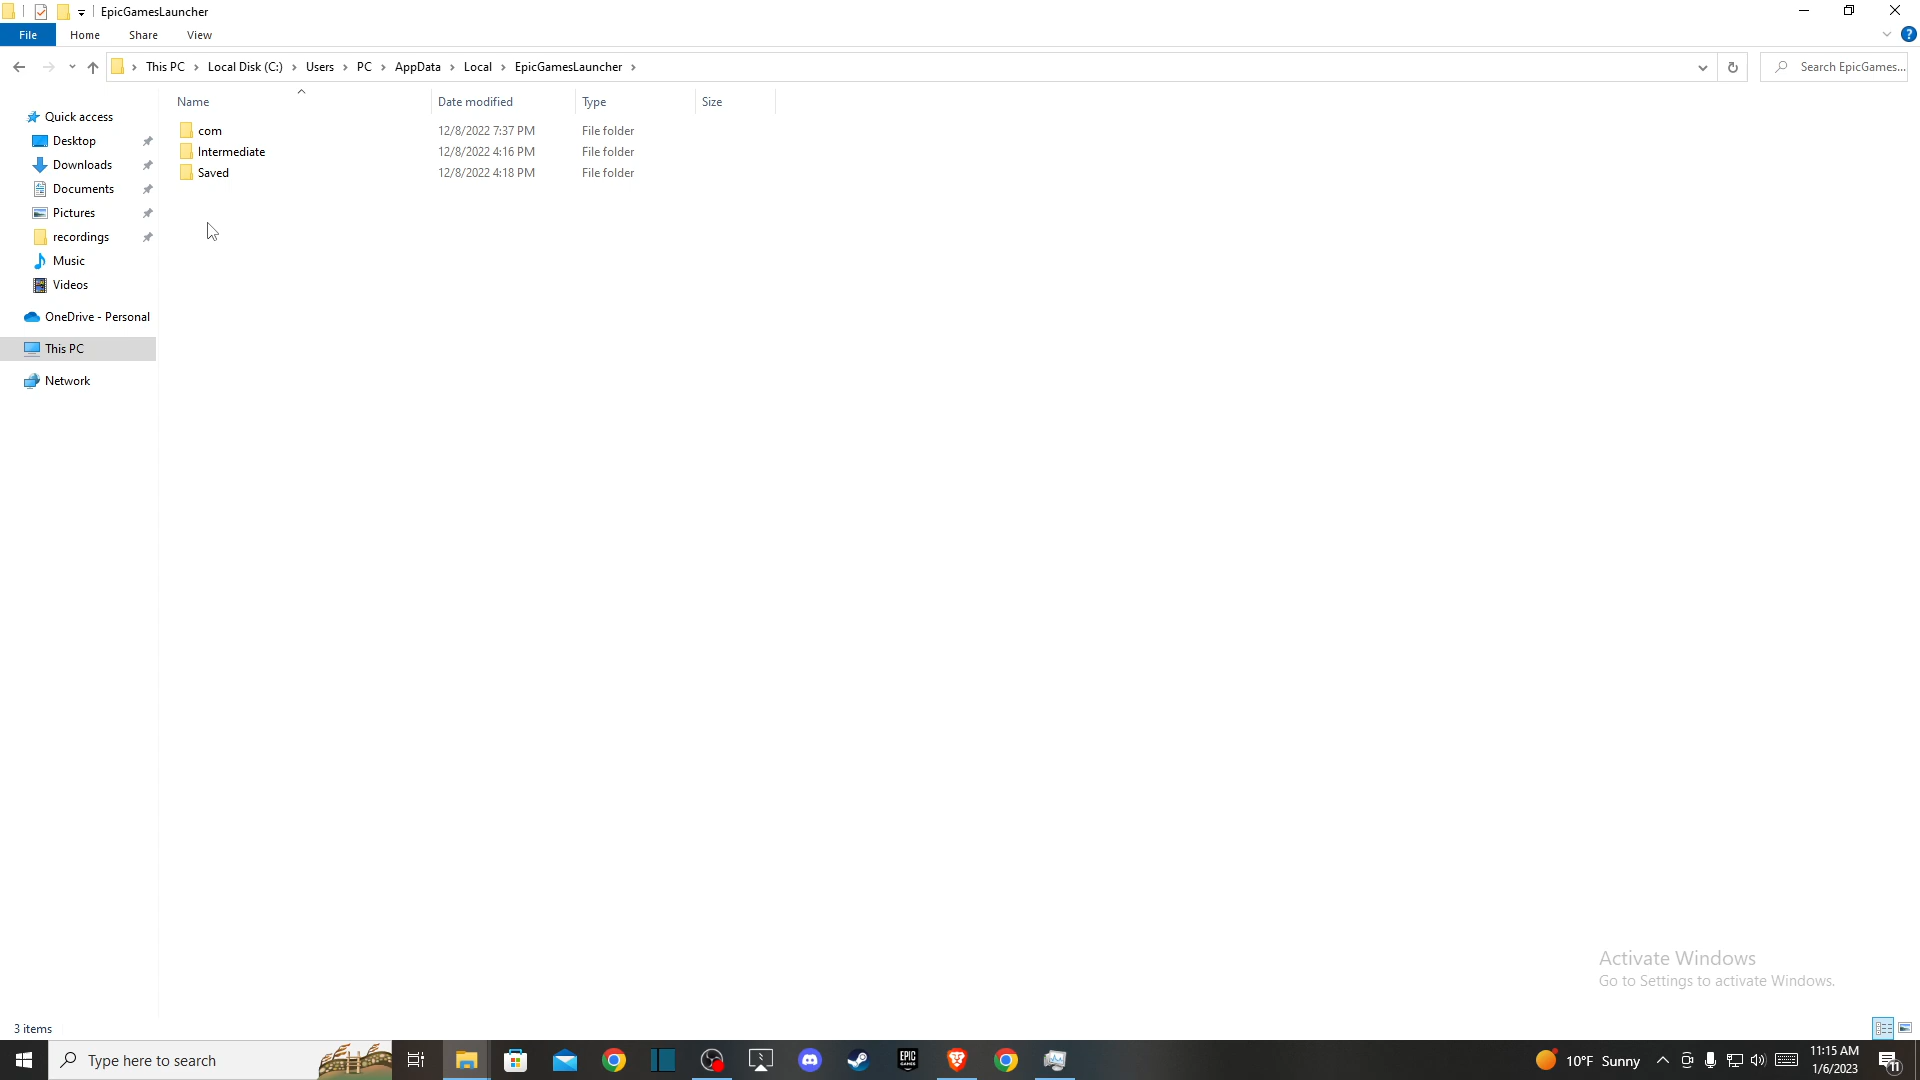 EpicGamesLauncher
File Home Share View
This PC Local Disk (C:) Users PC AppData Local EpicGamesLauncher
Search EpicGames...
Name Date modified Type Size
com 12/8/2022 7:37 PM File folder
Intermediate 12/8/2022 4:16 PM File folder
Saved 12/8/2022 4:18 PM File folder
Quick access
Desktop
Downloads
Documents
Pictures
recordings
Music
Videos
OneDrive - Personal
This PC
Network
Activate Windows
Go to Settings to activate Windows.
3 items
Type here to search
EPIC GAMES
10°F Sunny
11:15 AM
1/6/2023
11